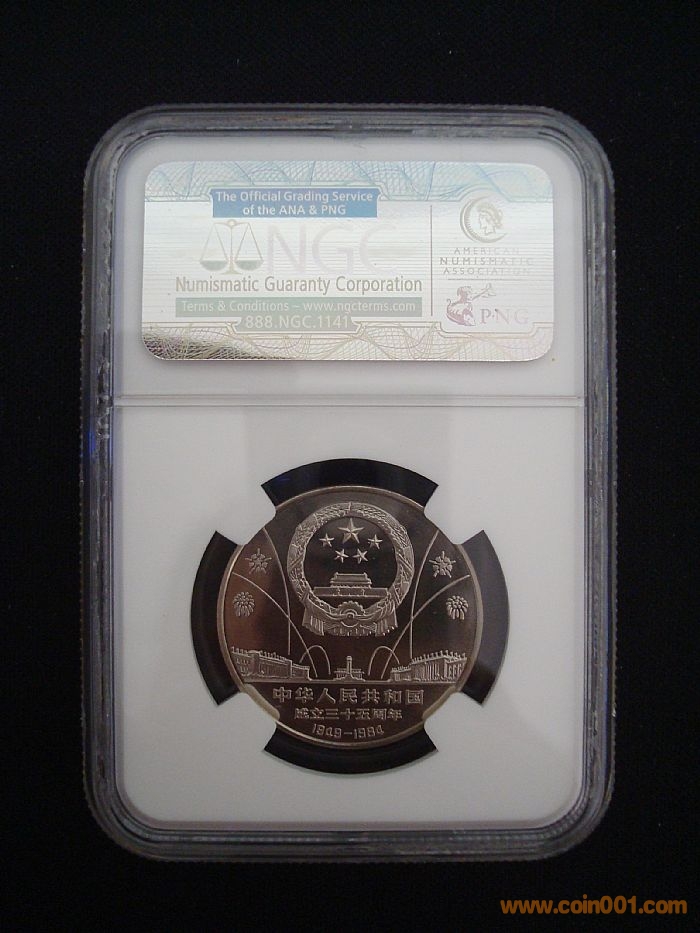 The Official Grading Service
of the ANA & PNG
NGC
Numismatic Guaranty Corporation
Terms & Conditions – www.ngcterms.com
888.NGC.1141
AMERICAN
NUMISMATIC
ASSOCIATION
PNG
中华人民共和国
成立三十五周年
1949-1984
www.coin001.com